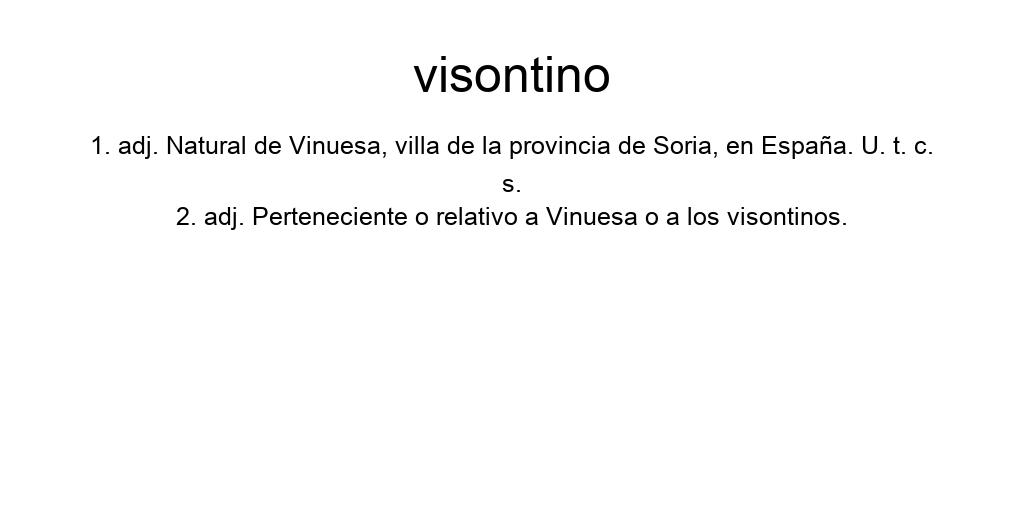 visontino
1. adj. Natural de Vinuesa, villa de la provincia de Soria, en España. U. t. c.
s.
2. adj. Perteneciente o relativo a Vinuesa o a los visontinos.